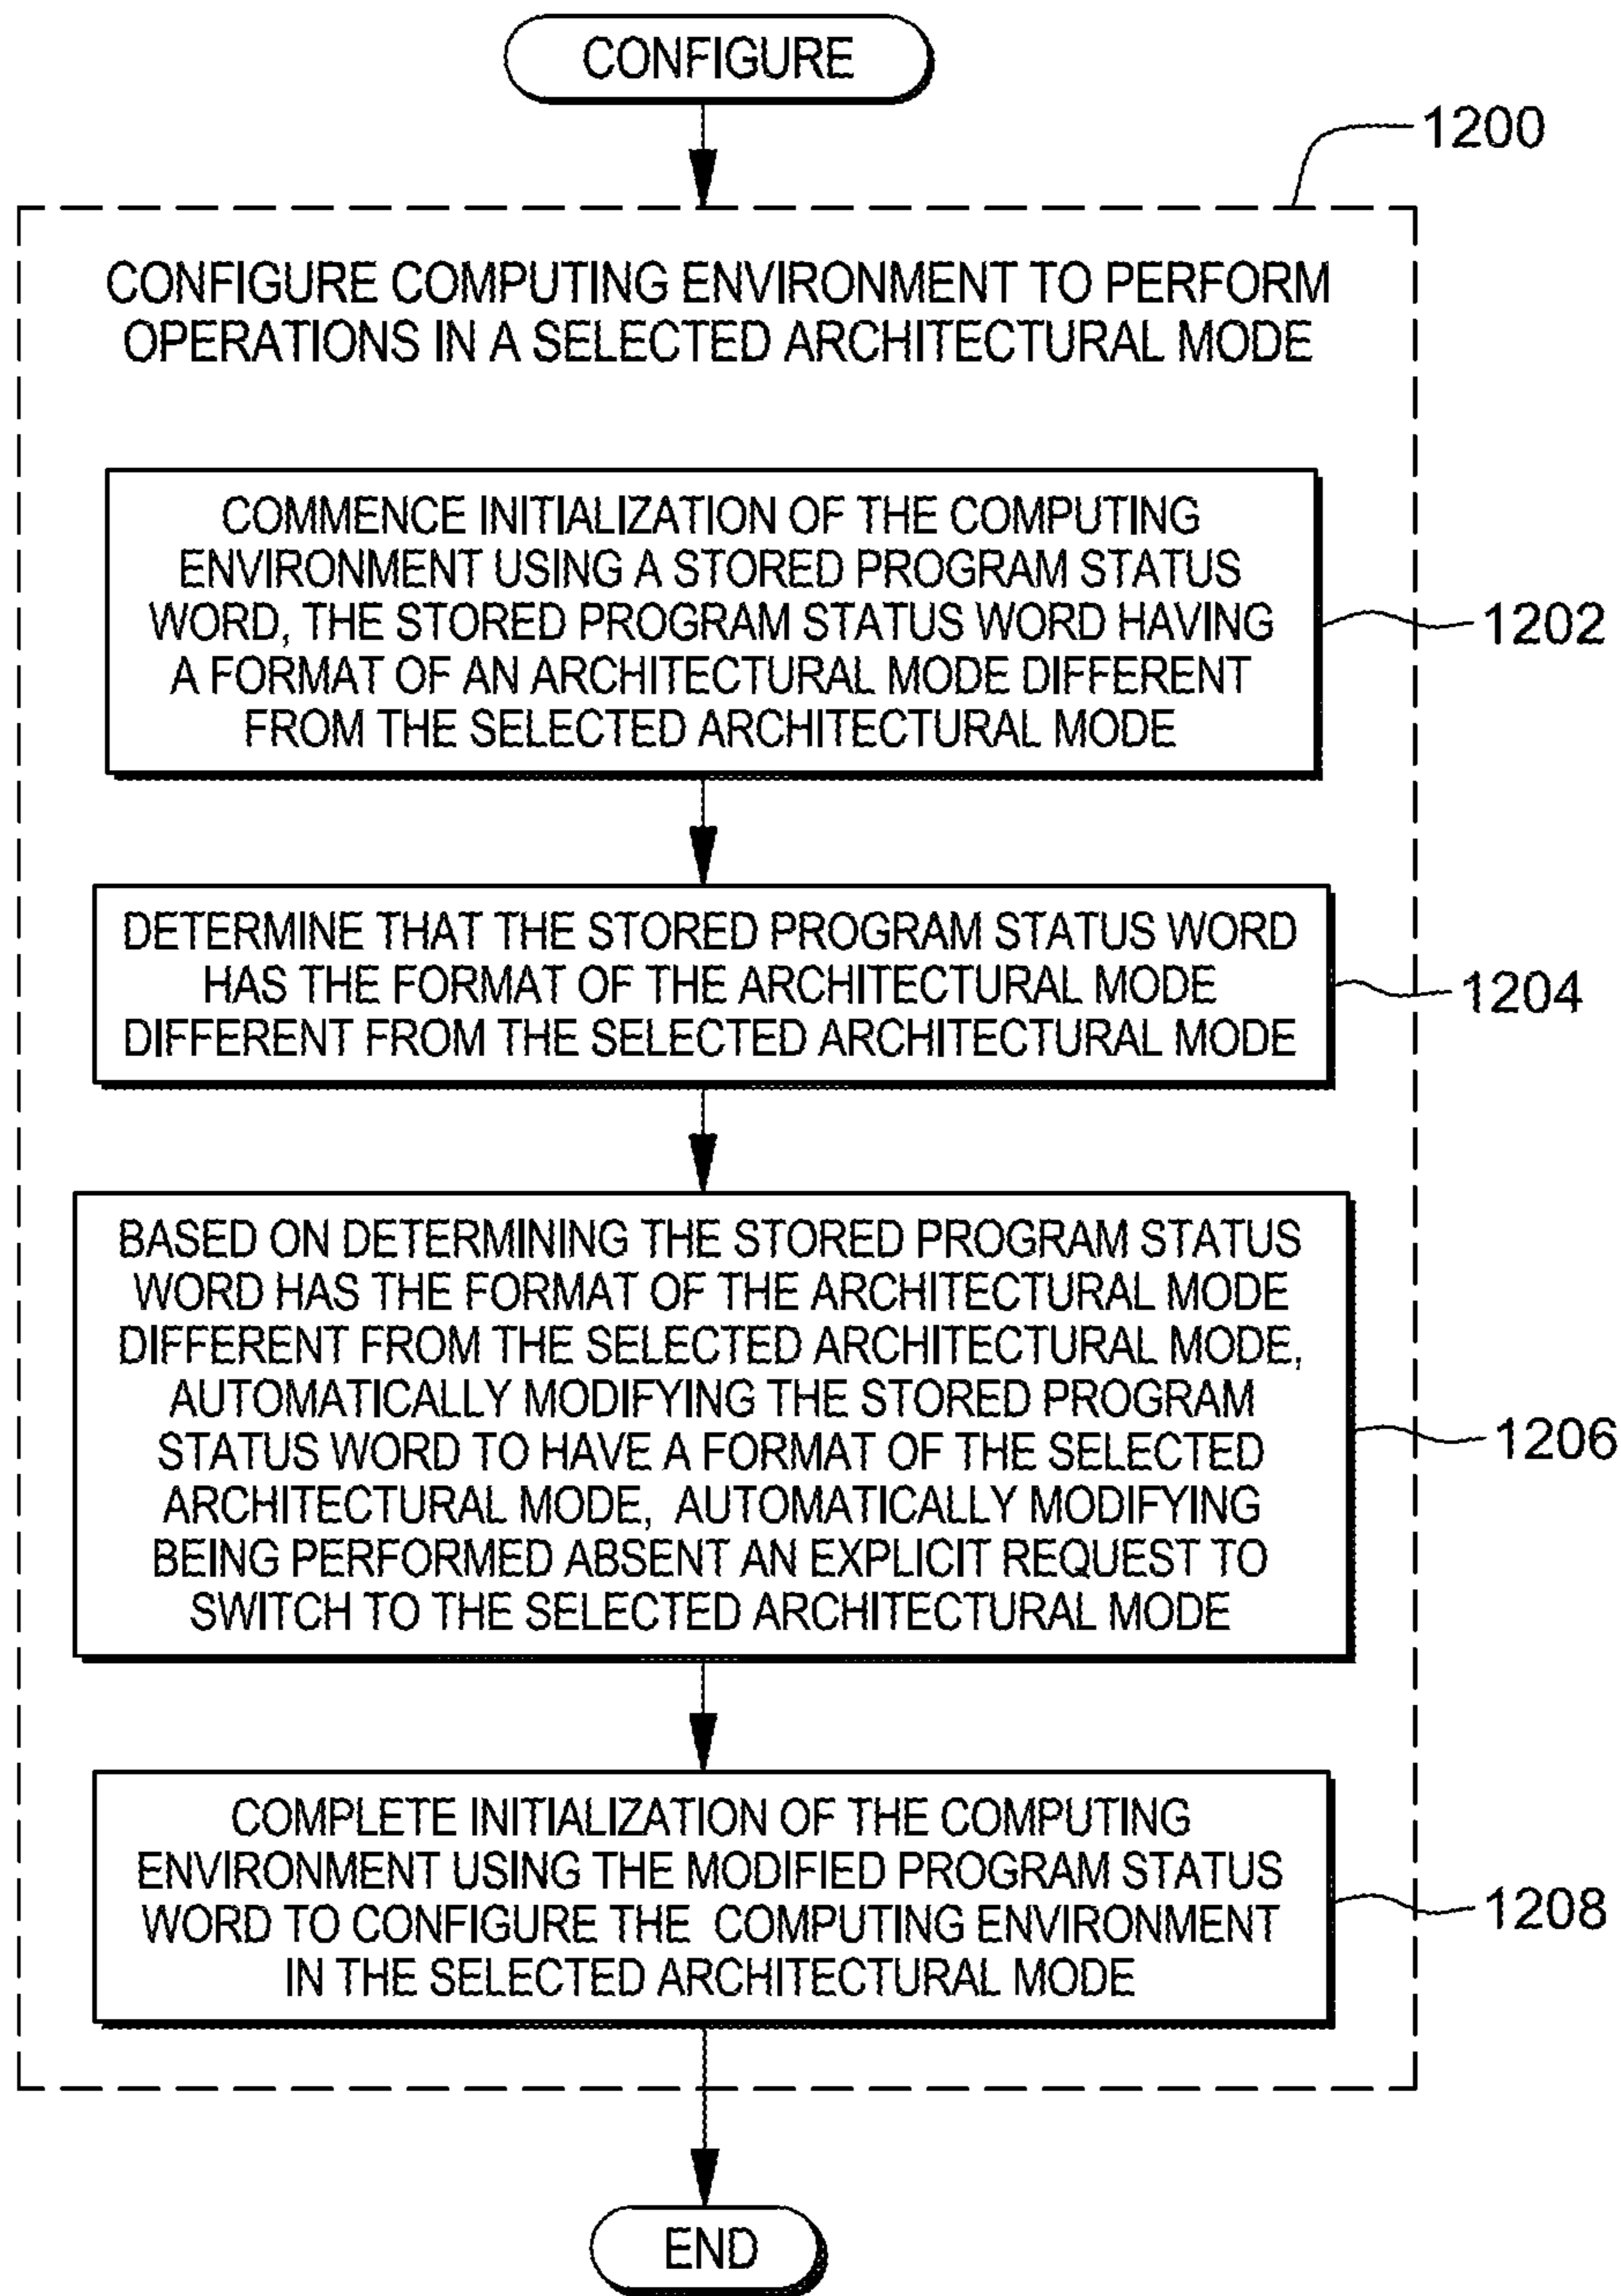 CONFIGURE
1200
CONFIGURE COMPUTING ENVIRONMENT TO PERFORM
OPERATIONS IN A SELECTED ARCHITECTURAL MODE
COMMENCE INITIALIZATION OF THE COMPUTING
ENVIRONMENT USING A STORED PROGRAM STATUS
WORD, THE STORED PROGRAM STATUS WORD HAVING
A FORMAT OF AN ARCHITECTURAL MODE DIFFERENT
FROM THE SELECTED ARCHITECTURAL MODE
1202
DETERMINE THAT THE STORED PROGRAM STATUS WORD
HAS THE FORMAT OF THE ARCHITECTURAL MODE
DIFFERENT FROM THE SELECTED ARCHITECTURAL MODE
1204
BASED ON DETERMINING THE STORED PROGRAM STATUS
WORD HAS THE FORMAT OF THE ARCHITECTURAL MODE
DIFFERENT FROM THE SELECTED ARCHITECTURAL MODE,
AUTOMATICALLY MODIFYING THE STORED PROGRAM
STATUS WORD TO HAVE A FORMAT OF THE SELECTED
ARCHITECTURAL MODE, AUTOMATICALLY MODIFYING
BEING PERFORMED ABSENT AN EXPLICIT REQUEST TO
SWITCH TO THE SELECTED ARCHITECTURAL MODE
1206
COMPLETE INITIALIZATION OF THE COMPUTING
ENVIRONMENT USING THE MODIFIED PROGRAM STATUS
WORD TO CONFIGURE THE COMPUTING ENVIRONMENT
IN THE SELECTED ARCHITECTURAL MODE
1208
END